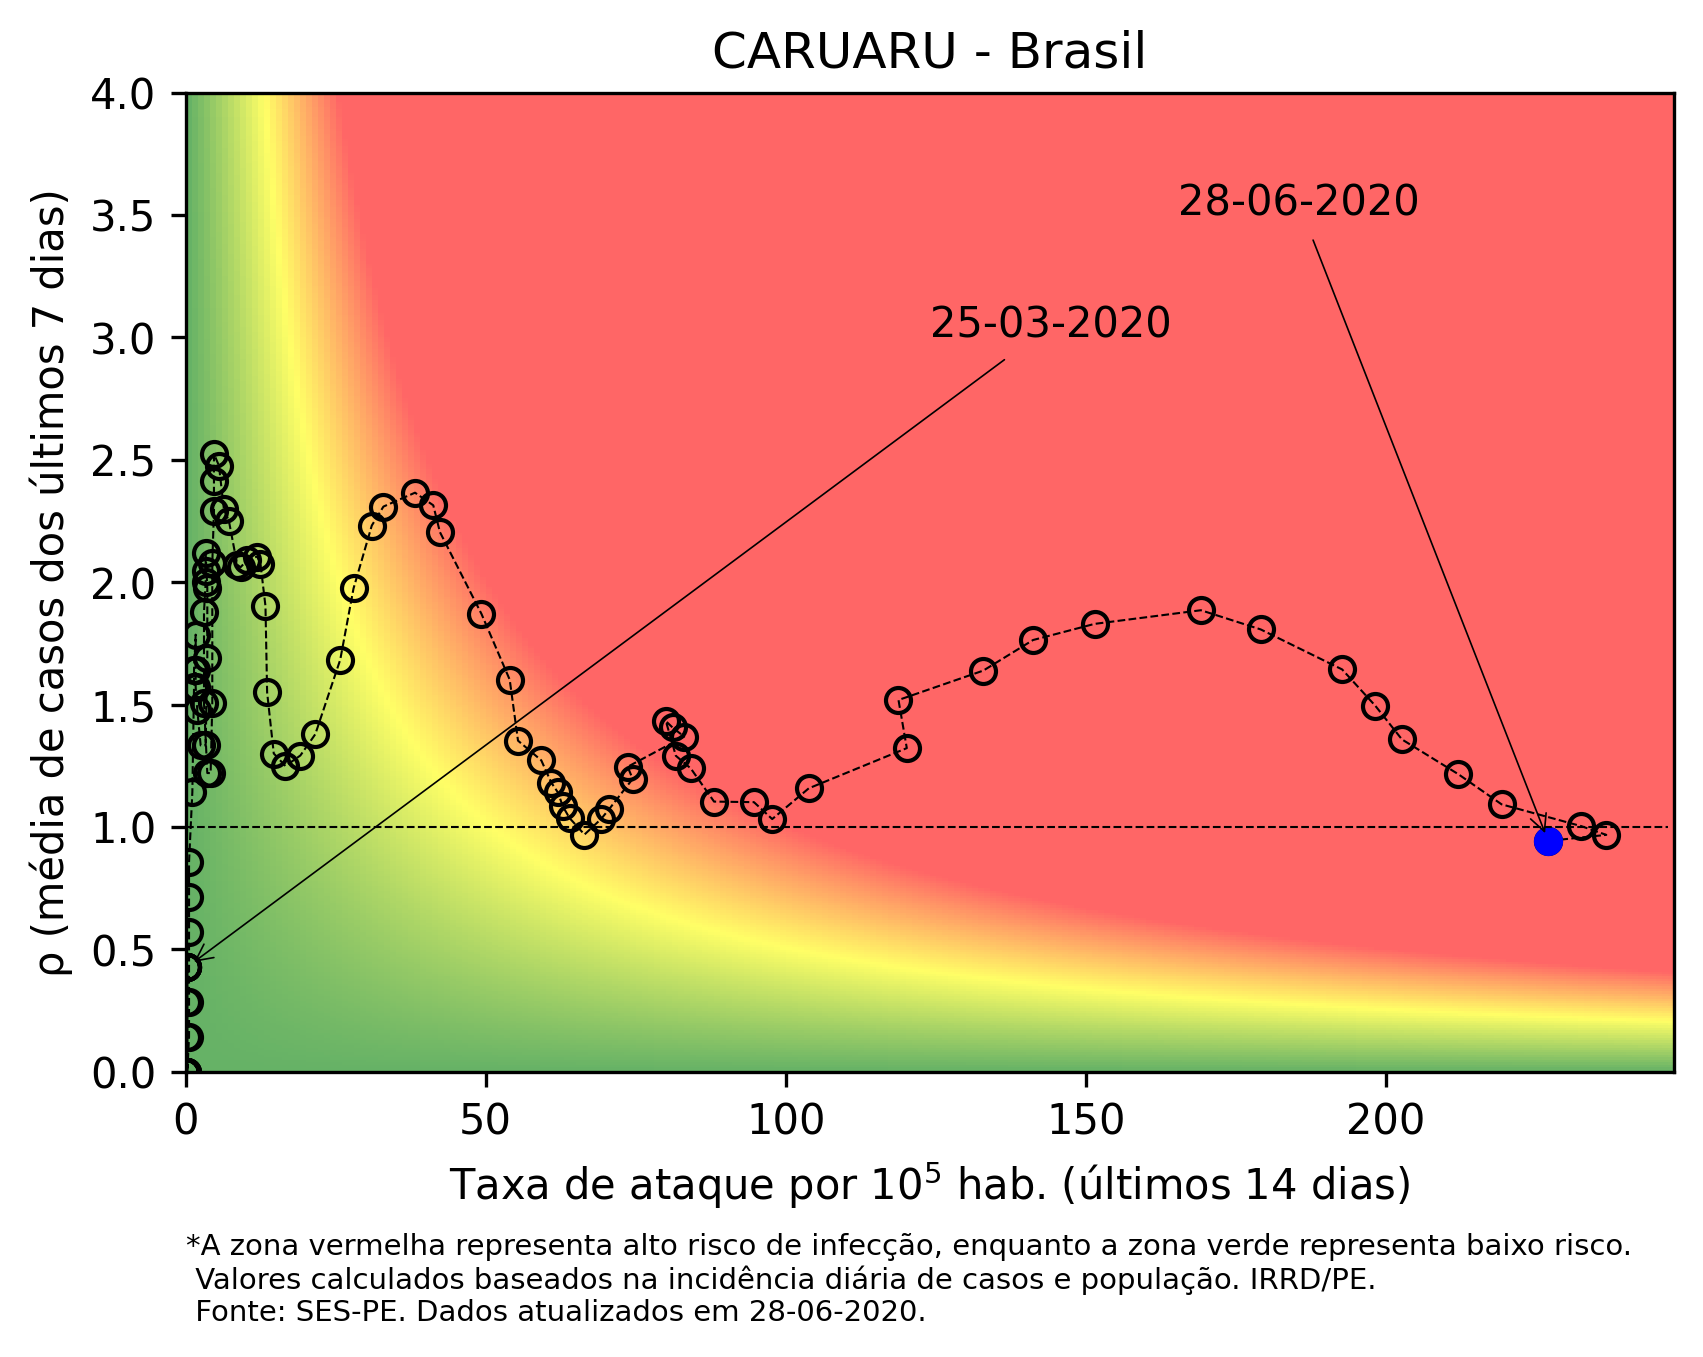 CARUARU - Brasil
4.0
3.5
3.0
2.5
2.0
1.5
1.0
0.5
0.0
ρ (média de casos dos últimos 7 dias)
28-06-2020
25-03-2020
0 50 100 150 200
Taxa de ataque por 10⁵ hab. (últimos 14 dias)
*A zona vermelha representa alto risco de infecção, enquanto a zona verde representa baixo risco.
Valores calculados baseados na incidência diária de casos e população. IRRD/PE.
Fonte: SES-PE. Dados atualizados em 28-06-2020.